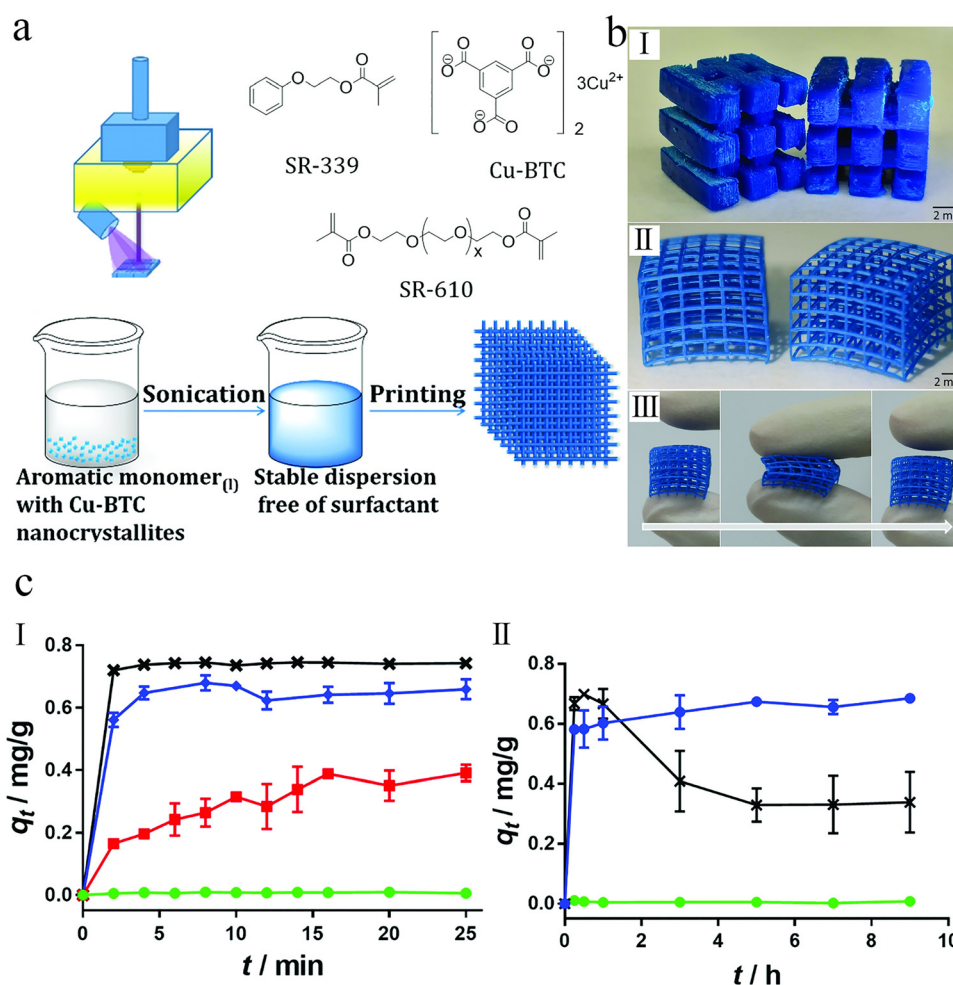 a
SR-339
O
O
O
O
O
O⊖
O⊖
O
⊖O
O
2
3Cu²⁺
Cu-BTC
O
O
O
O
x
O
O
SR-610
Sonication
Printing
Aromatic monomer(l)
with Cu-BTC
nanocrystallites
Stable dispersion
free of surfactant
b
I
2 m
II
2 m
III
c
I
qt / mg/g
0.8
0.6
0.4
0.2
0.0
0
5
10
15
20
25
t / min
II
qt / mg/g
0.8
0.6
0.4
0.2
0.0
0
2
4
6
8
10
t / h